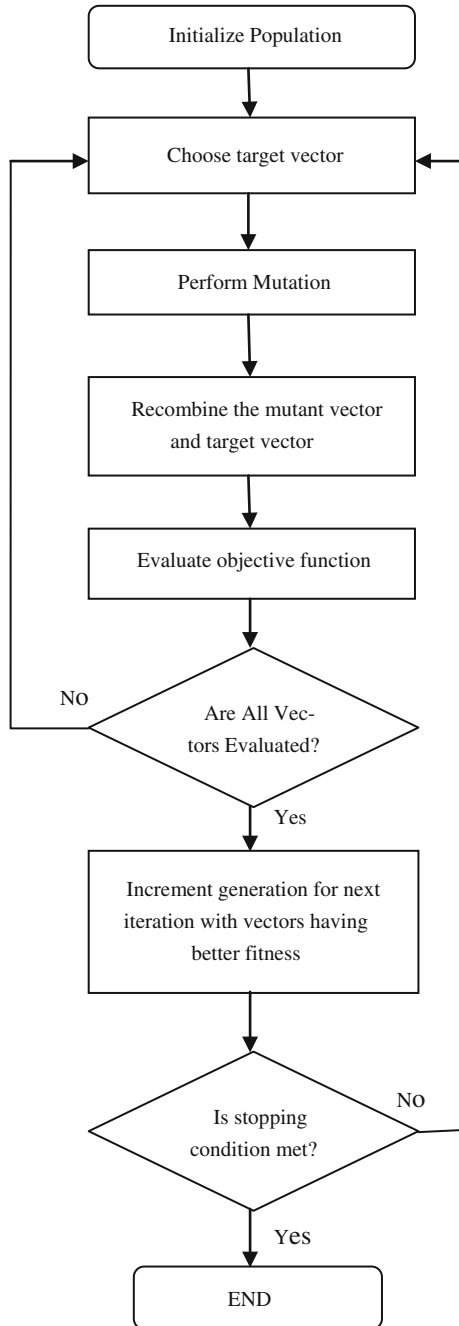 Initialize Population
Choose target vector
Perform Mutation
Recombine the mutant vector
and target vector
Evaluate objective function
No
Are All Vec-
tors Evaluated?
Yes
Increment generation for next
iteration with vectors having
better fitness
No
Is stopping
condition met?
Yes
END